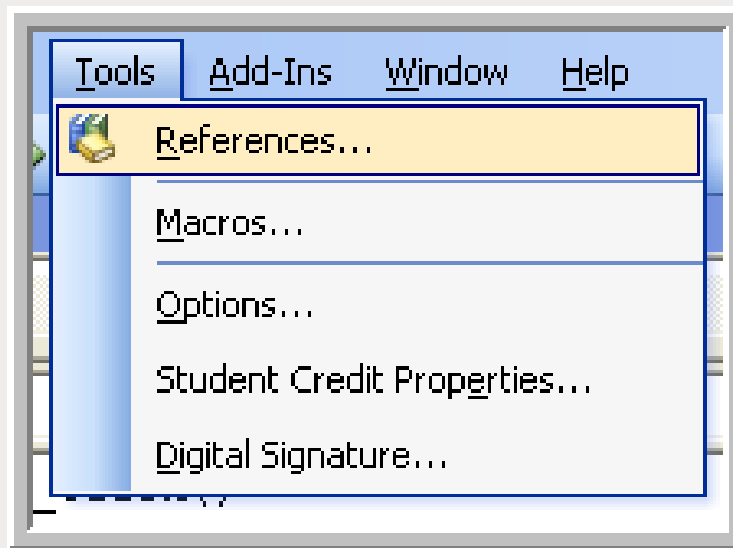 Tools Add-Ins Window Help
References...
Macros...
Options...
Student Credit Properties...
Digital Signature...